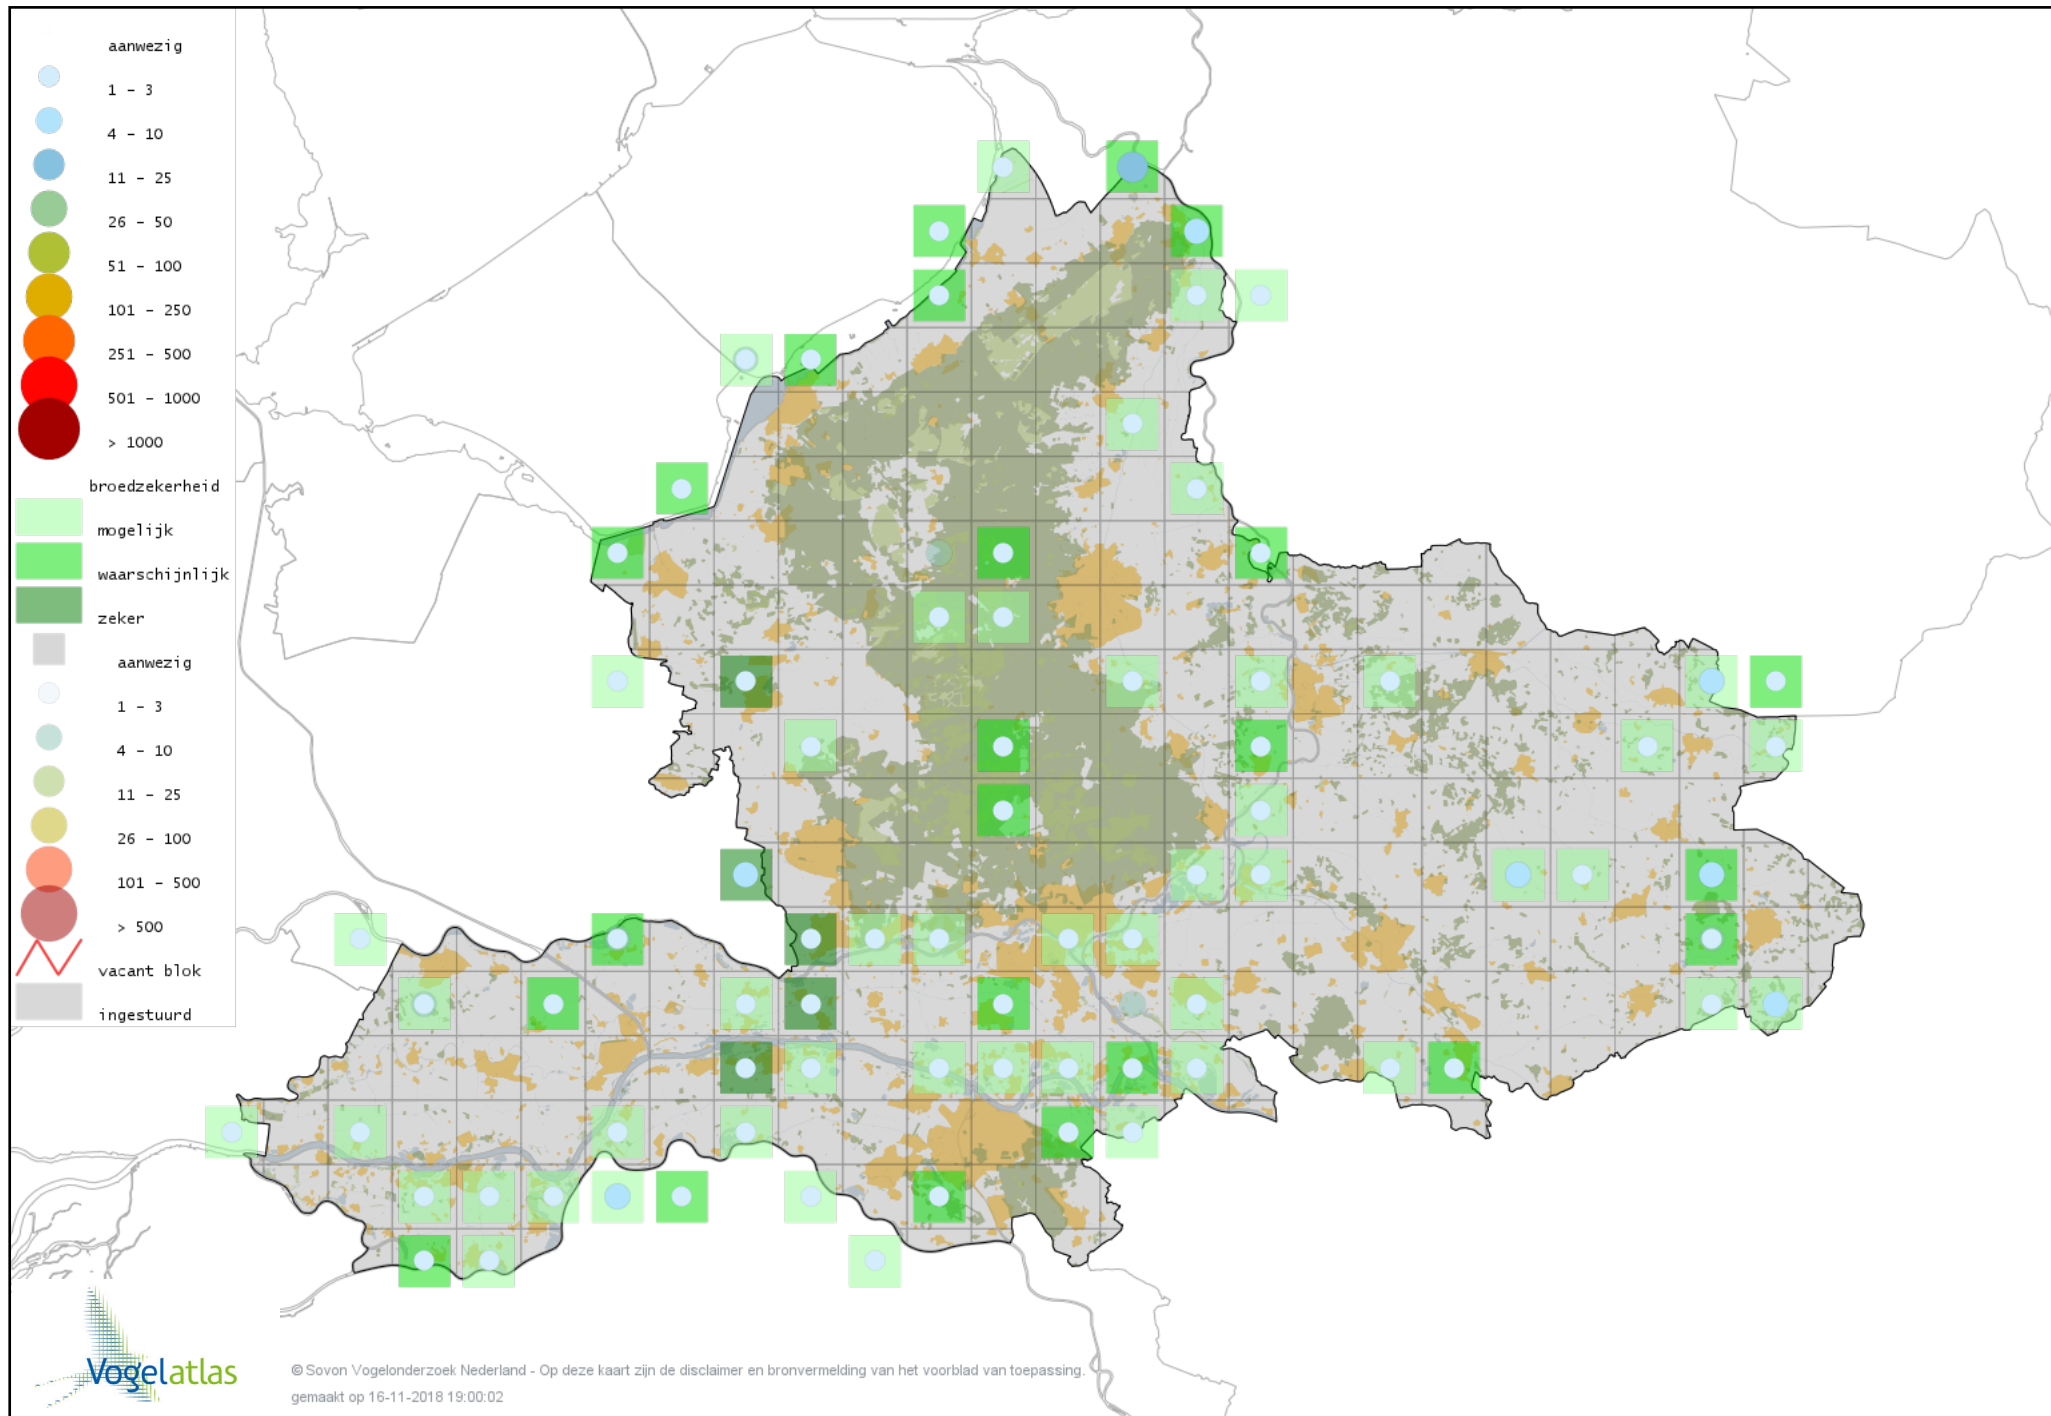 aanwezig
1 - 3
4 - 10
11 - 25
26 - 50
51 - 100
101 - 250
251 - 500
501 - 1000
> 1000
broedzekerheid
mogelijk
waarschijnlijk
zeker
aanwezig
1 - 3
4 - 10
11 - 25
26 - 100
101 - 500
> 500
vacant blok
ingestuurd
Vogelatlas
© Sovon Vogelonderzoek Nederland - Op deze kaart zijn de disclaimer en bronvermelding van het voorblad van toepassing.
gemaakt op 16-11-2018 19:00:02